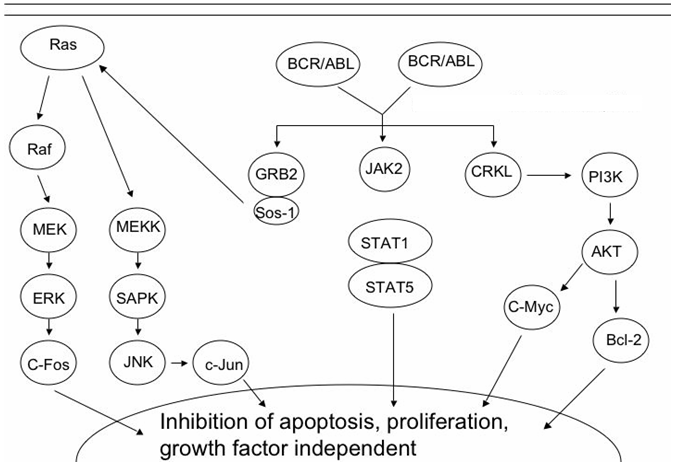 Ras
BCR/ABL
BCR/ABL
Raf
GRB2
JAK2
CRKL
PI3K
Sos-1
MEK
MEKK
STAT1
AKT
STAT5
ERK
SAPK
C-Myc
Bcl-2
C-Fos
JNK
c-Jun
Inhibition of apoptosis, proliferation,
growth factor independent